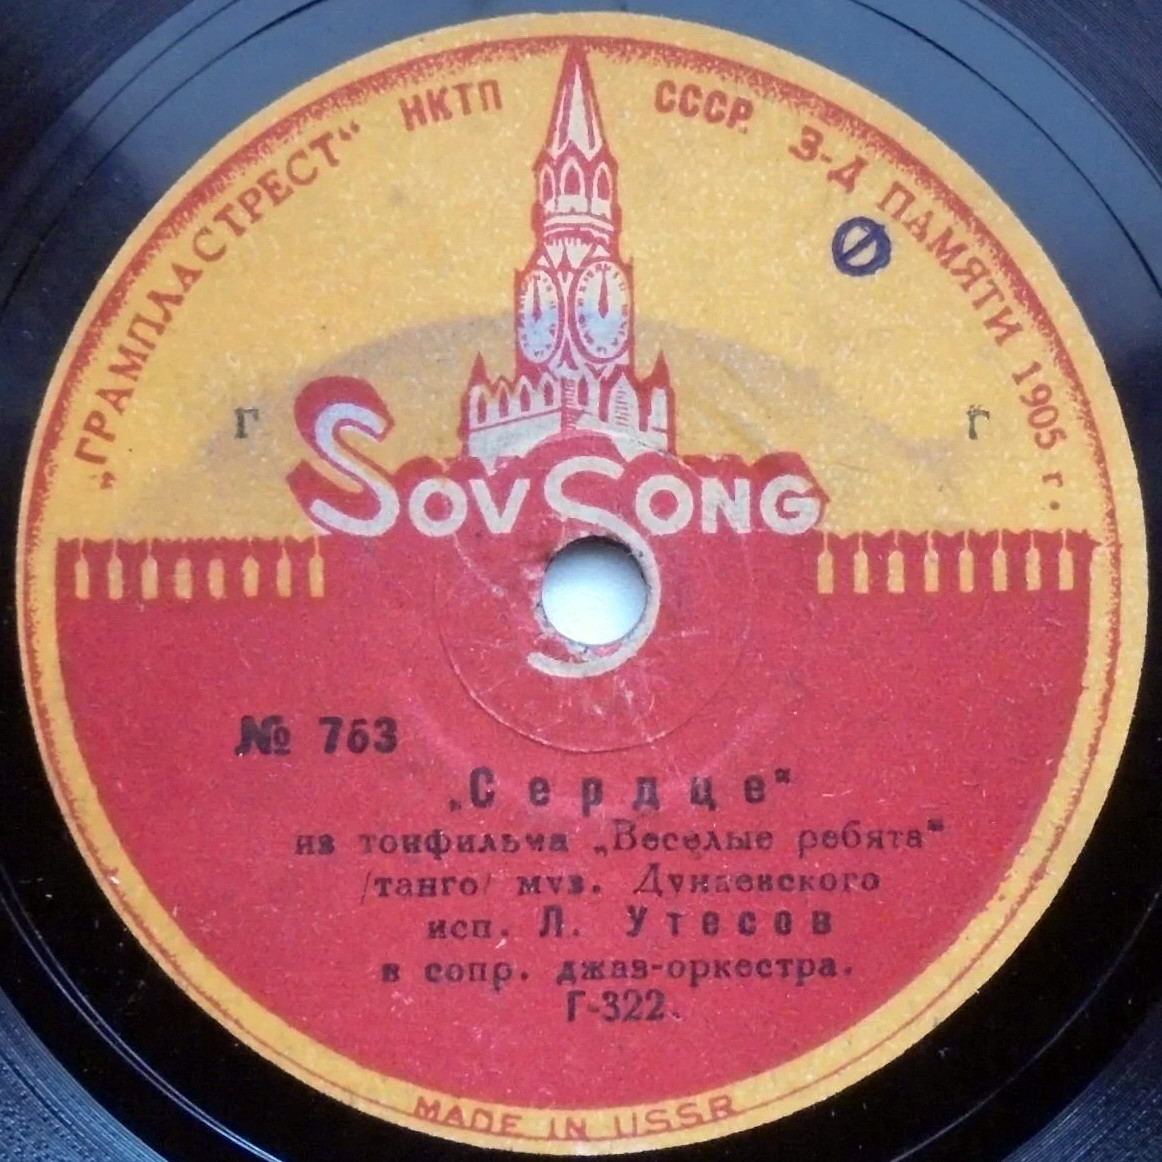 „ГРАМПЛАСТРЕСТ“ НКТП СССР. З-Д ПАМЯТИ 1905 г.
Ф
г г
SOVSONG
№ 763
„Сердце“
из тонфильма „Веселые ребята“
/танго/ муз. Дунаевского
исп. Л. Утесов
в сопр. джаз-оркестра.
Г-322.
MADE IN USSR